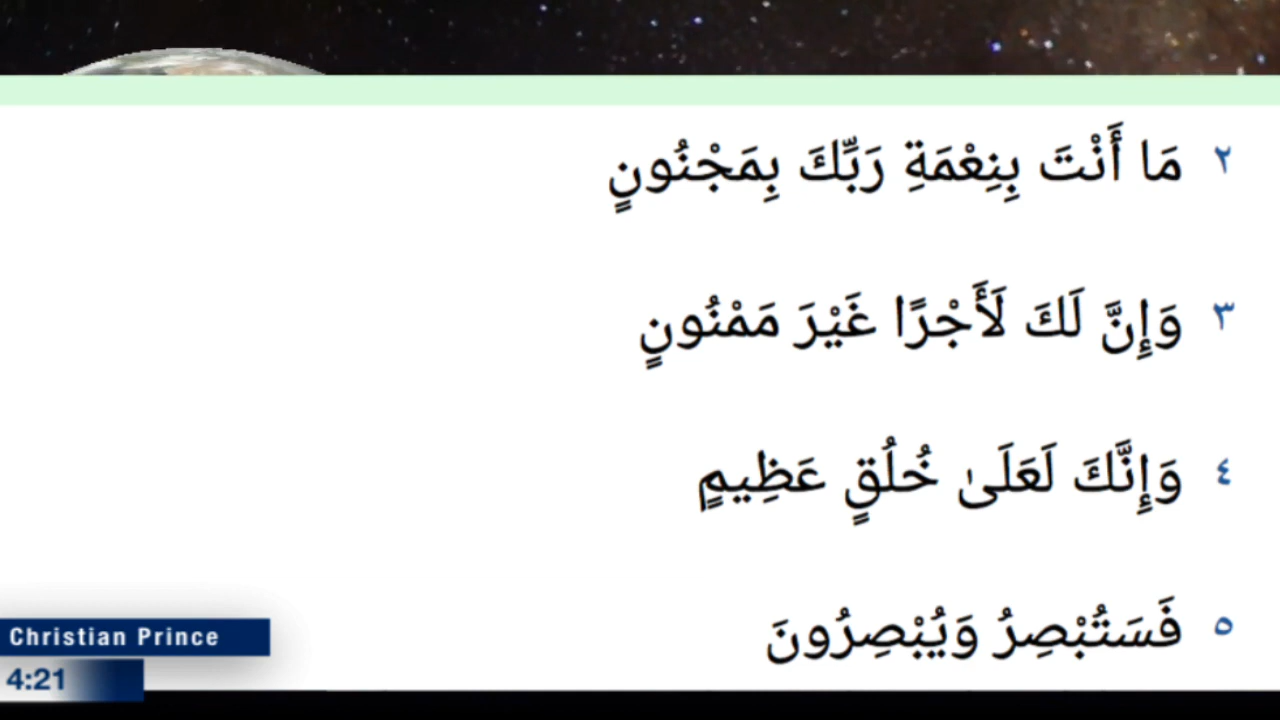 ٢ مَا أَنْتَ بِنِعْمَةِ رَبِّكَ بِمَجْنُونٍ
٣ وَإِنَّ لَكَ لَأَجْرًا غَيْرَ مَمْنُونٍ
٤ وَإِنَّكَ لَعَلَىٰ خُلُقٍ عَظِيمٍ
٥ فَسَتُبْصِرُ وَيُبْصِرُونَ
Christian Prince
4:21